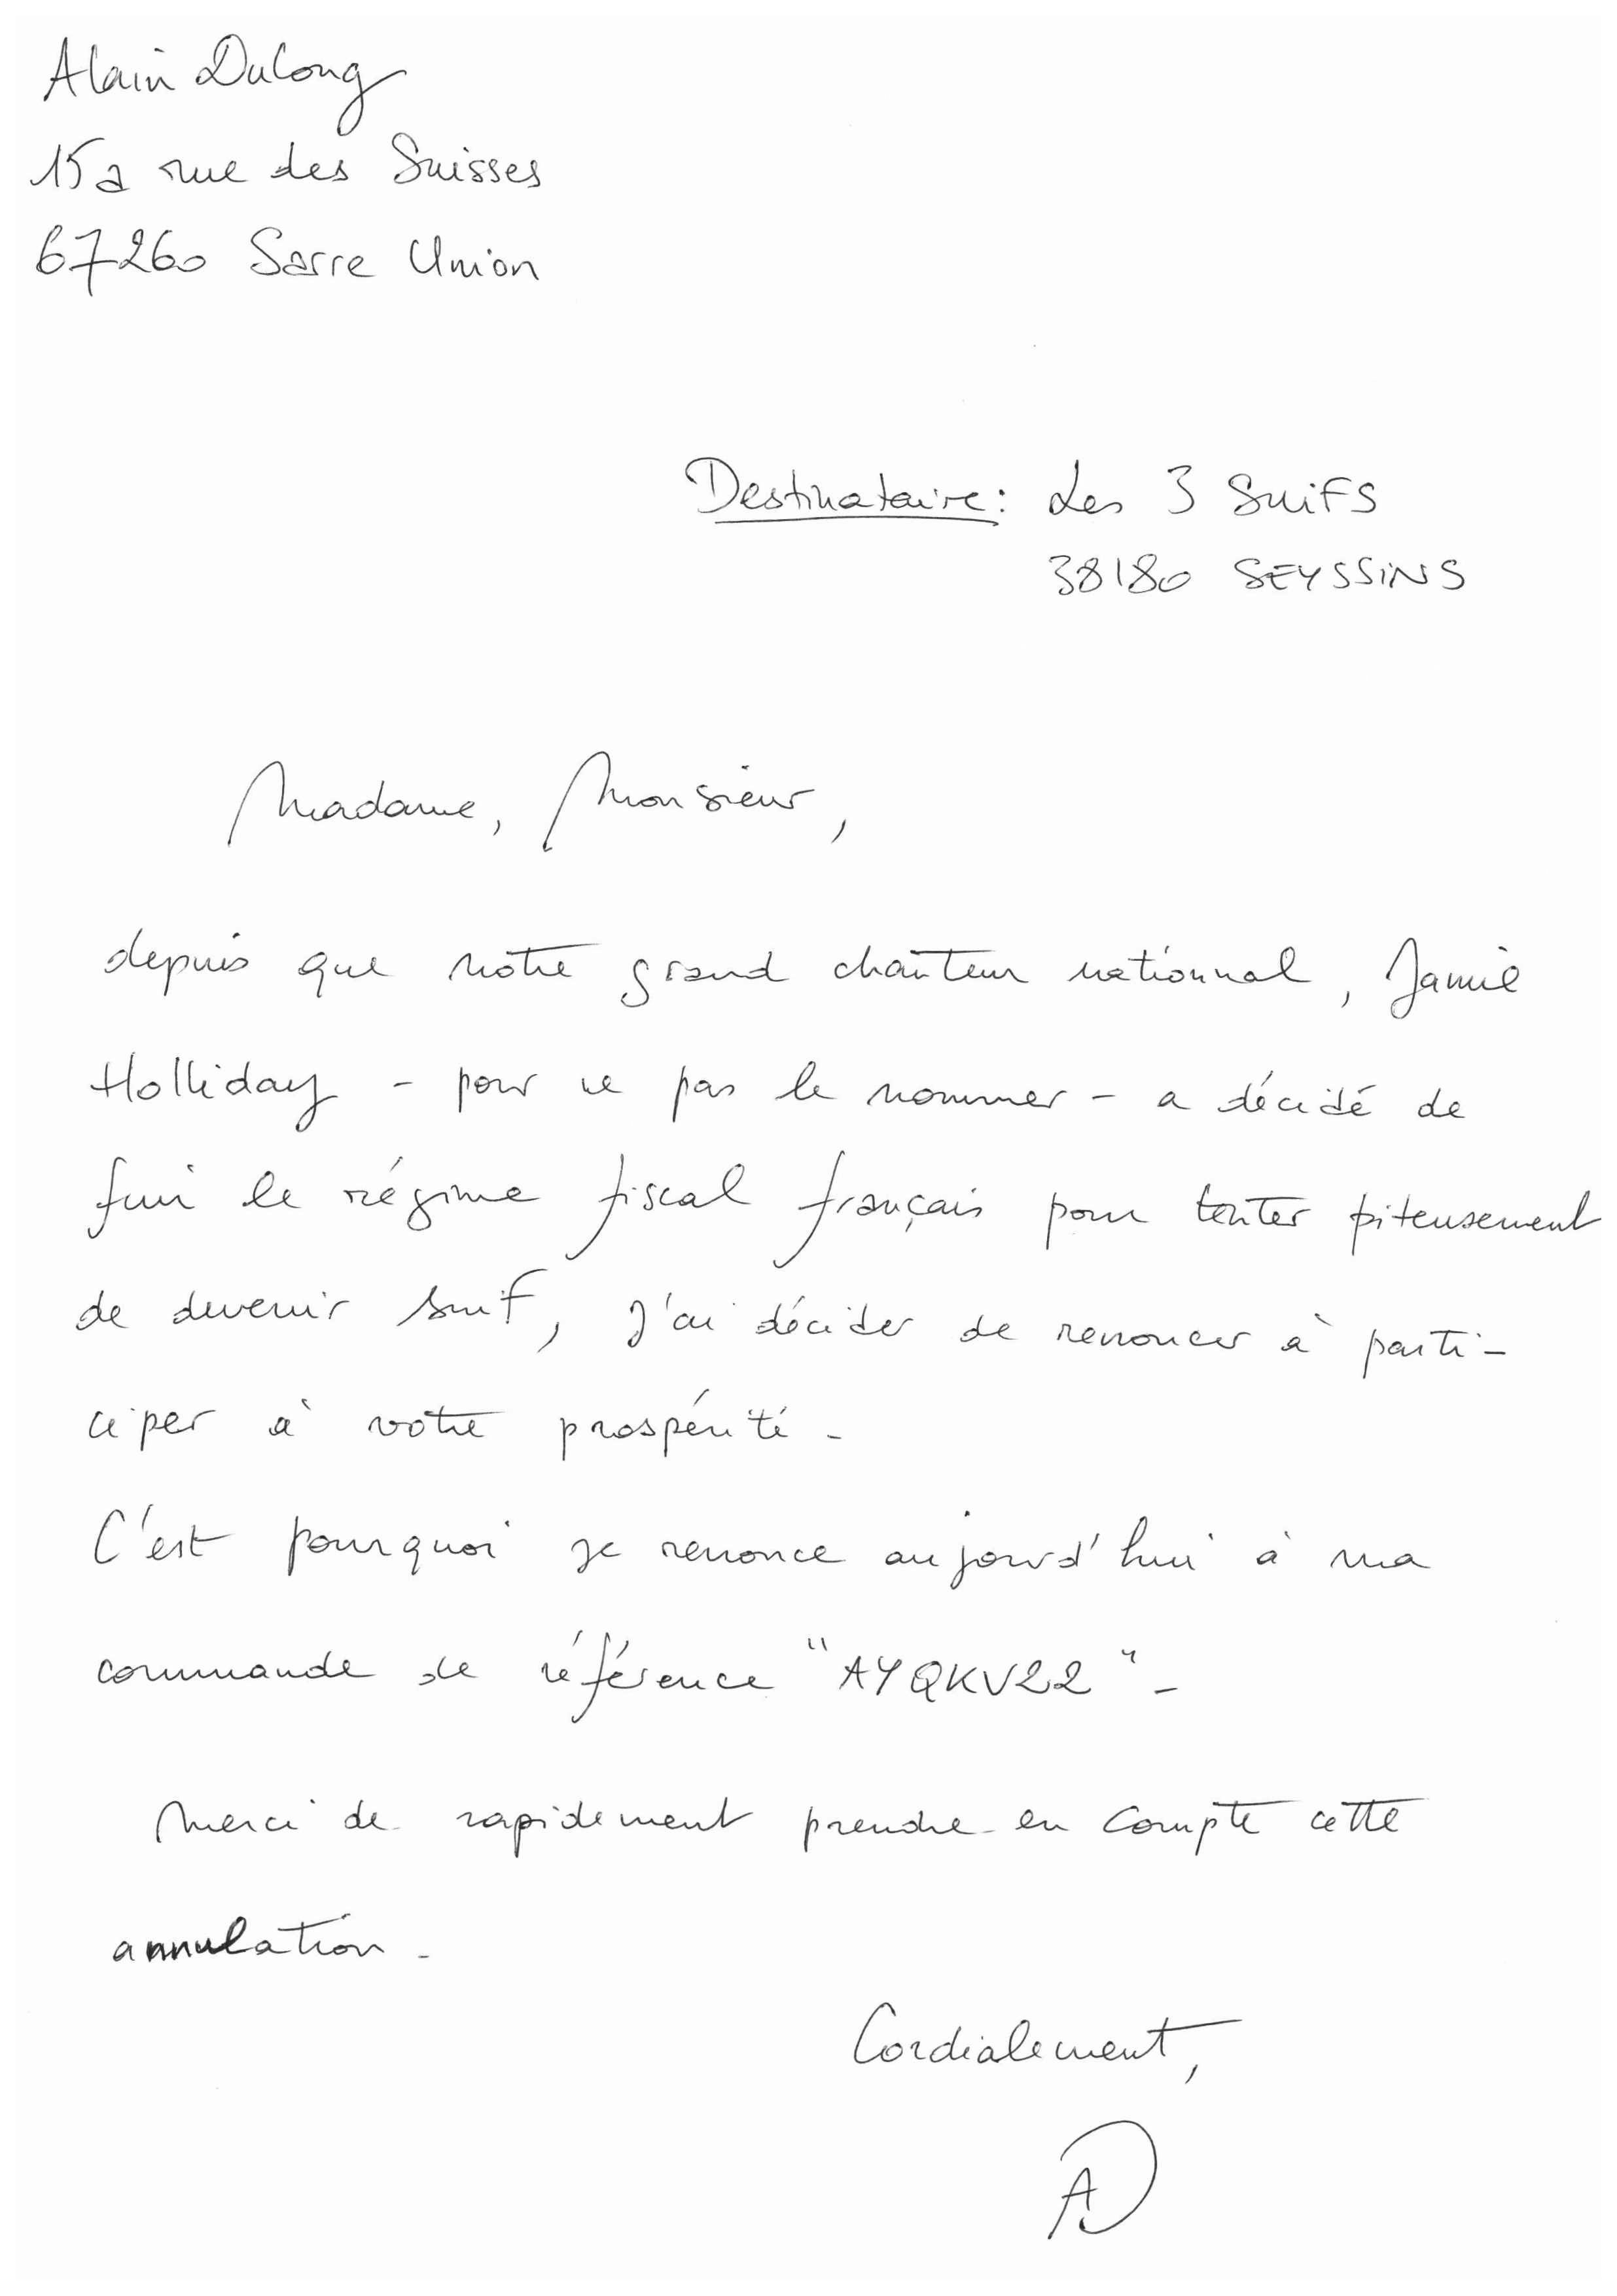 Alain Dulong
15a rue des Suisses
67260 Sarre Union
Destinataire: Les 3 SuiFS
38180 SEYSSiNS
Madame, Monsieur,
depuis que notre grand chanteur nationnal, Jamie
Holliday - pour ne pas le nommer - a décidé de
fuir le régime fiscal français pour tenter piteusement
de devenir suiF, j'ai décider de renoncer à parti-
ciper à votre prospérité.
C'est pourquoi je renonce aujourd'hui à ma
commande de référence "AYQKV22".
Merci de rapidement prendre en compte cette
annulation.
Cordialement,
AD